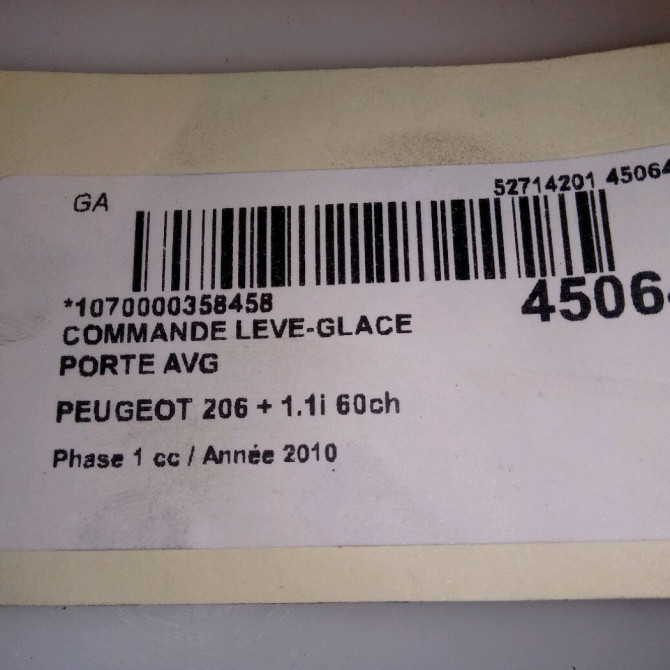 GA
52714201 45064
*1070000358458
4506
COMMANDE LEVE-GLACE
PORTE AVG
PEUGEOT 206 + 1.1i 60ch
Phase 1 cc / Année 2010